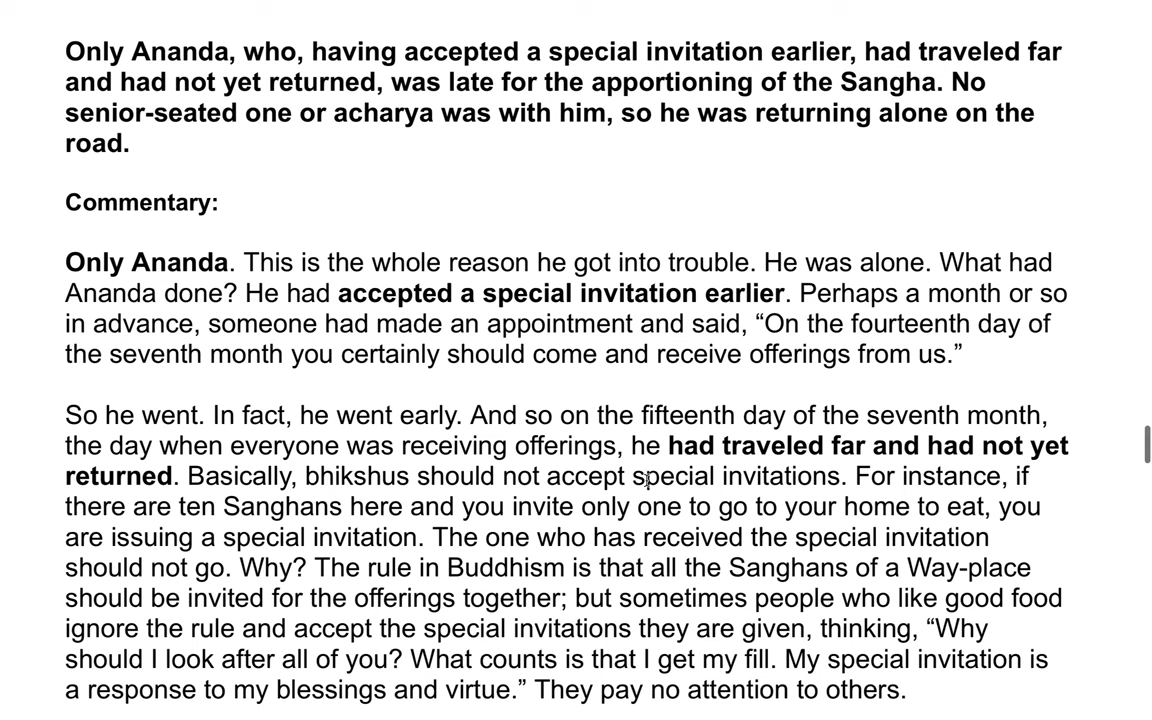 Only Ananda, who, having accepted a special invitation earlier, had traveled far
and had not yet returned, was late for the apportioning of the Sangha. No
senior-seated one or acharya was with him, so he was returning alone on the
road.
Commentary:
Only Ananda. This is the whole reason he got into trouble. He was alone. What had
Ananda done? He had accepted a special invitation earlier. Perhaps a month or so
in advance, someone had made an appointment and said, “On the fourteenth day of
the seventh month you certainly should come and receive offerings from us.”
So he went. In fact, he went early. And so on the fifteenth day of the seventh month,
the day when everyone was receiving offerings, he had traveled far and had not yet
returned. Basically, bhikshus should not accept special invitations. For instance, if
there are ten Sanghans here and you invite only one to go to your home to eat, you
are issuing a special invitation. The one who has received the special invitation
should not go. Why? The rule in Buddhism is that all the Sanghans of a Way-place
should be invited for the offerings together; but sometimes people who like good food
ignore the rule and accept the special invitations they are given, thinking, “Why
should I look after all of you? What counts is that I get my fill. My special invitation is
a response to my blessings and virtue.” They pay no attention to others.